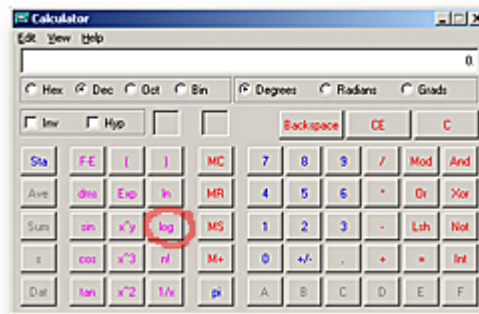 Calculator
Edit View Help
0.
Hex Dec Oct Bin Degrees Radians Grads
Inv Hyp Backspace CE C
Sta F-E ( ) MC 7 8 9 / Mod And
Ave dms Exp ln MR 4 5 6 * Or Xor
Sum sin x^y log MS 1 2 3 - Lsh Not
s cos x^3 n! M+ 0 +/- . + = Int
Dat tan x^2 1/x pi A B C D E F